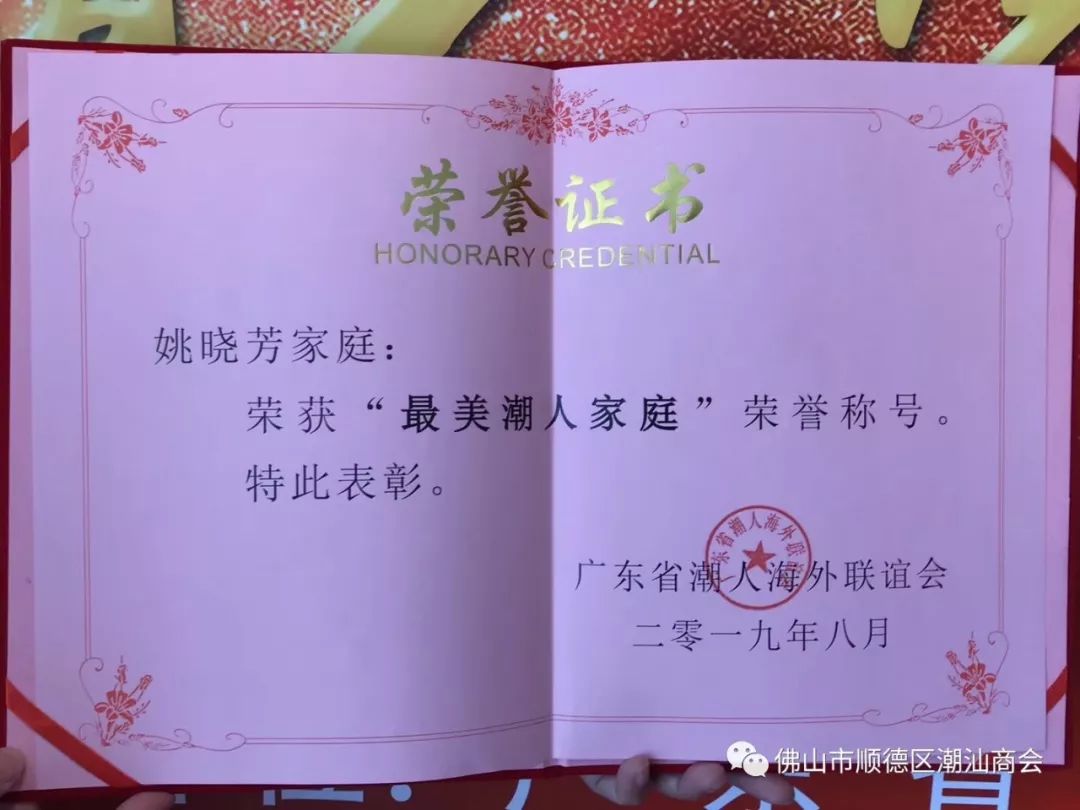 荣誉证书
HONORARY CREDENTIAL
姚晓芳家庭：
荣获“最美潮人家庭”荣誉称号。
特此表彰。
广东省潮人海外联谊会
二零一九年八月
佛山市顺德区潮汕商会